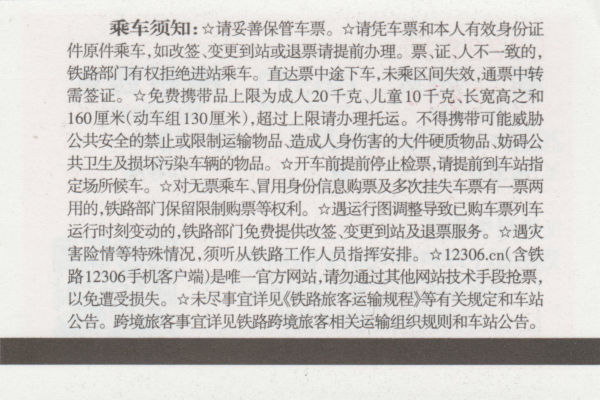 乘车须知:☆请妥善保管车票。☆请凭车票和本人有效身份证
件原件乘车,如改签、变更到站或退票请提前办理。票、证、人不一致的,
铁路部门有权拒绝进站乘车。直达票中途下车,未乘区间失效,通票中转
需签证。☆免费携带品上限为成人20千克、儿童10千克、长宽高之和
160厘米(动车组130厘米),超过上限请办理托运。不得携带可能威胁
公共安全的禁止或限制运输物品、造成人身伤害的大件硬质物品、妨碍公
共卫生及损坏污染车辆的物品。☆开车前提前停止检票,请提前到车站指
定场所候车。☆对无票乘车、冒用身份信息购票及多次挂失车票有一票两
用的,铁路部门保留限制购票等权利。☆遇运行图调整导致已购车票列车
运行时刻变动的,铁路部门免费提供改签、变更到站及退票服务。☆遇灾
害险情等特殊情况,须听从铁路工作人员指挥安排。☆12306.cn(含铁
路12306手机客户端)是唯一官方网站,请勿通过其他网站技术手段抢票,
以免遭受损失。☆未尽事宜详见《铁路旅客运输规程》等有关规定和车站
公告。跨境旅客事宜详见铁路跨境旅客相关运输组织规则和车站公告。